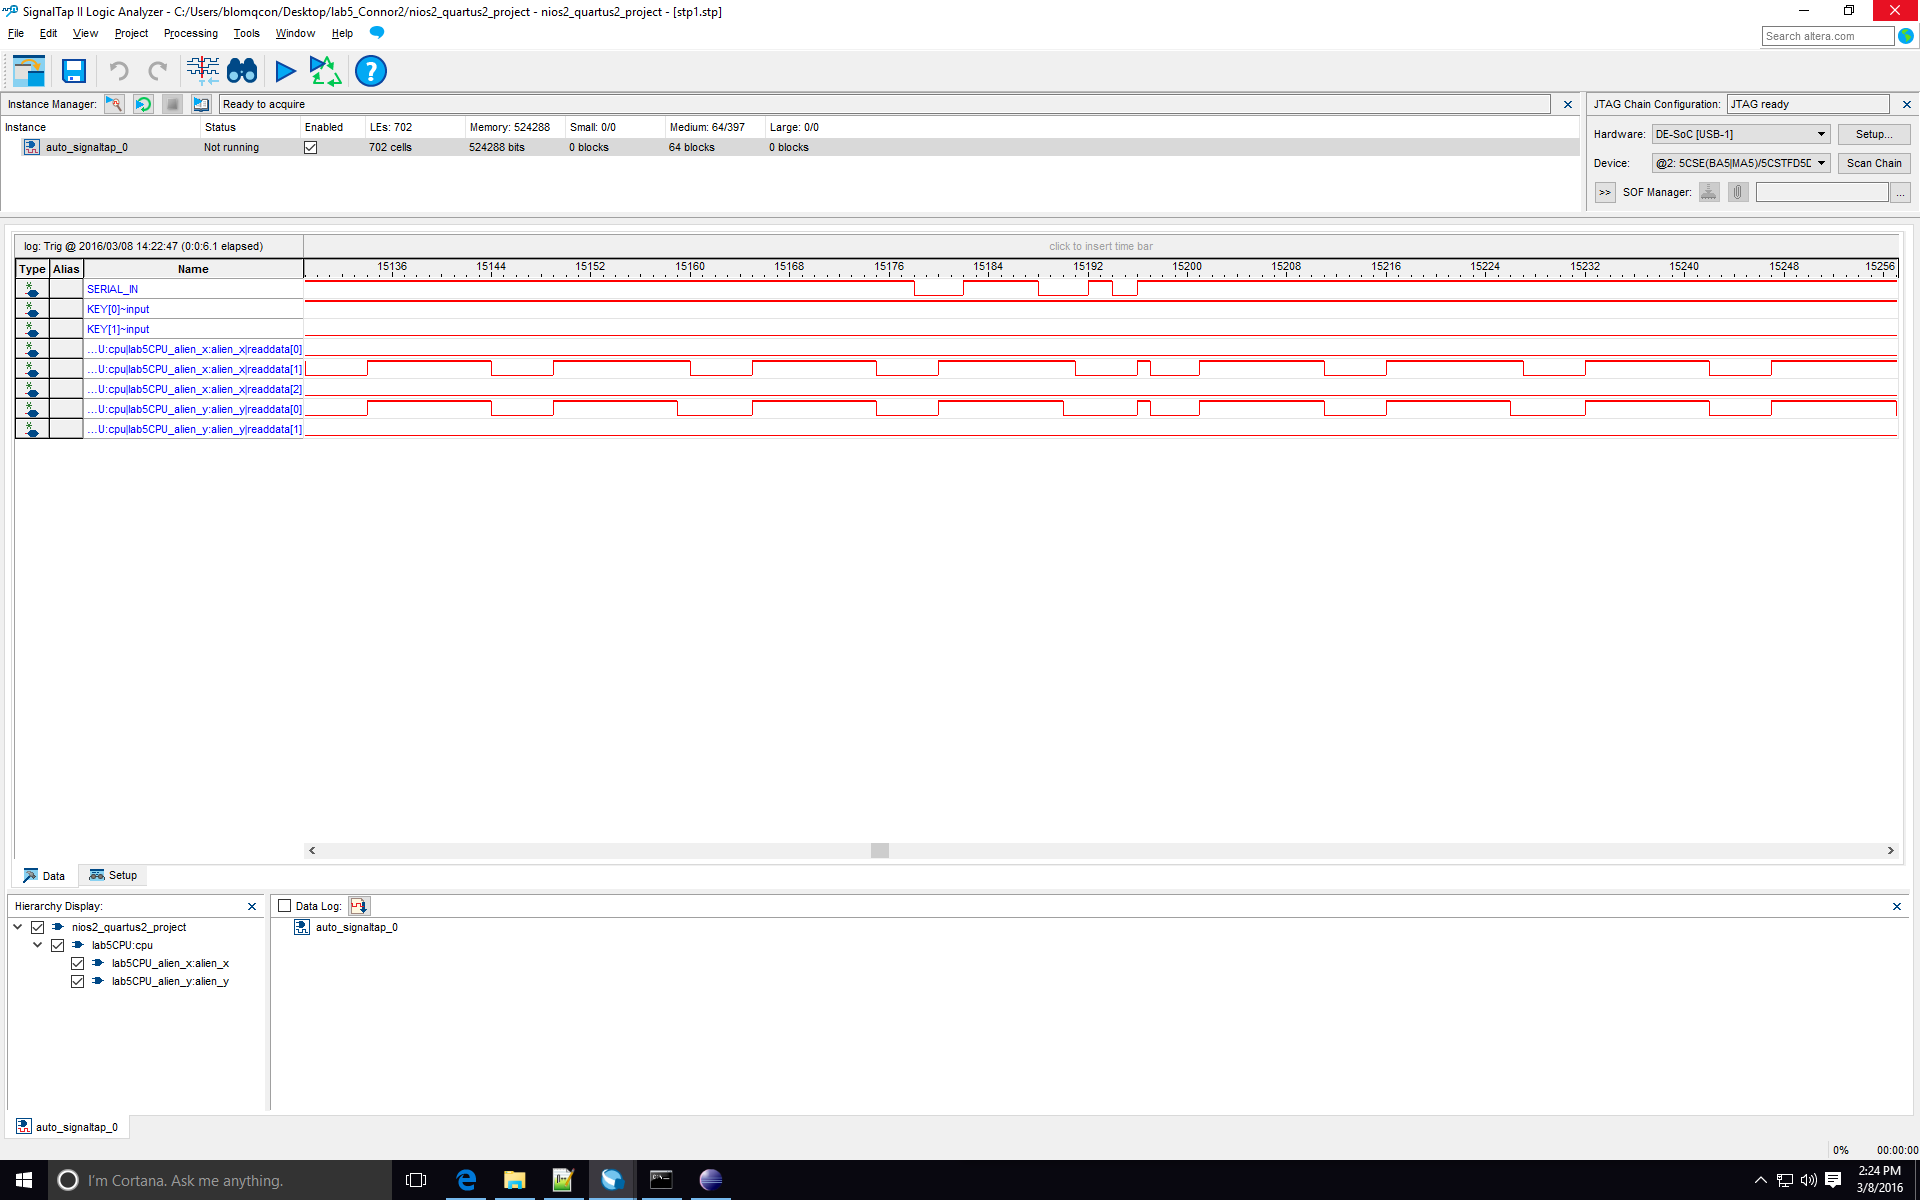 SignalTap II Logic Analyzer - C:/Users/blomqcon/Desktop/lab5_Connor2/nios2_quartus2_project - nios2_quartus2_project - [stp1.stp]
File Edit View Project Processing Tools Window Help
Search altera.com
Instance Manager: Ready to acquire
JTAG Chain Configuration: JTAG ready
Instance Status Enabled LEs: 702 Memory: 524288 Small: 0/0 Medium: 64/397 Large: 0/0
auto_signaltap_0 Not running 702 cells 524288 bits 0 blocks 64 blocks 0 blocks
Hardware: DE-SoC [USB-1] Setup...
Device: @2: 5CSE(BA5|MA5)/5CSTFD5D Scan Chain
>> SOF Manager: ...
log: Trig @ 2016/03/08 14:22:47 (0:0:6.1 elapsed) click to insert time bar
Type Alias Name 15136 15144 15152 15160 15168 15176 15184 15192 15200 15208 15216 15224 15232 15240 15248 15256
SERIAL_IN
KEY[0]~input
KEY[1]~input
...U:cpu|lab5CPU_alien_x:alien_x|readdata[0]
...U:cpu|lab5CPU_alien_x:alien_x|readdata[1]
...U:cpu|lab5CPU_alien_x:alien_x|readdata[2]
...U:cpu|lab5CPU_alien_y:alien_y|readdata[0]
...U:cpu|lab5CPU_alien_y:alien_y|readdata[1]
Data Setup
Hierarchy Display:
nios2_quartus2_project
lab5CPU:cpu
lab5CPU_alien_x:alien_x
lab5CPU_alien_y:alien_y
Data Log:
auto_signaltap_0
auto_signaltap_0
0% 00:00:00
I'm Cortana. Ask me anything.
2:24 PM
3/8/2016